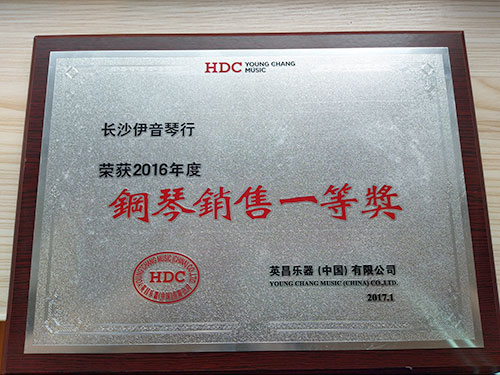 HDC YOUNG CHANG
MUSIC
长沙伊音琴行
荣获2016年度
鋼琴銷售一等獎
HDC
英昌乐器(中国)有限公司
YOUNG CHANG MUSIC (CHINA) CO.,LTD.
2017.1